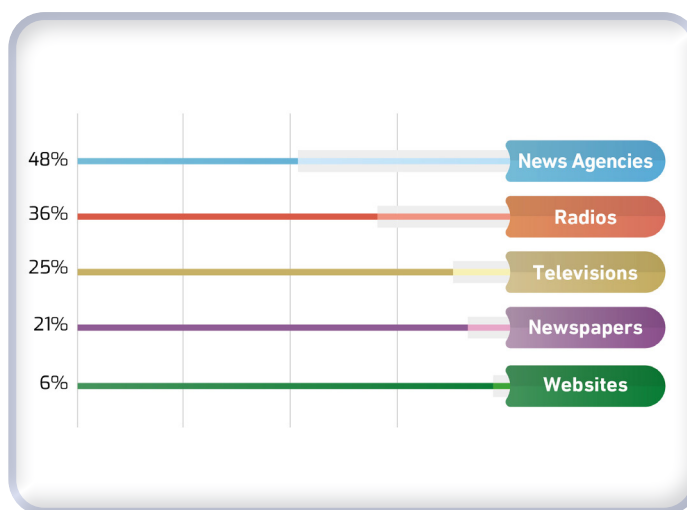 48% News Agencies
36% Radios
25% Televisions
21% Newspapers
6% Websites